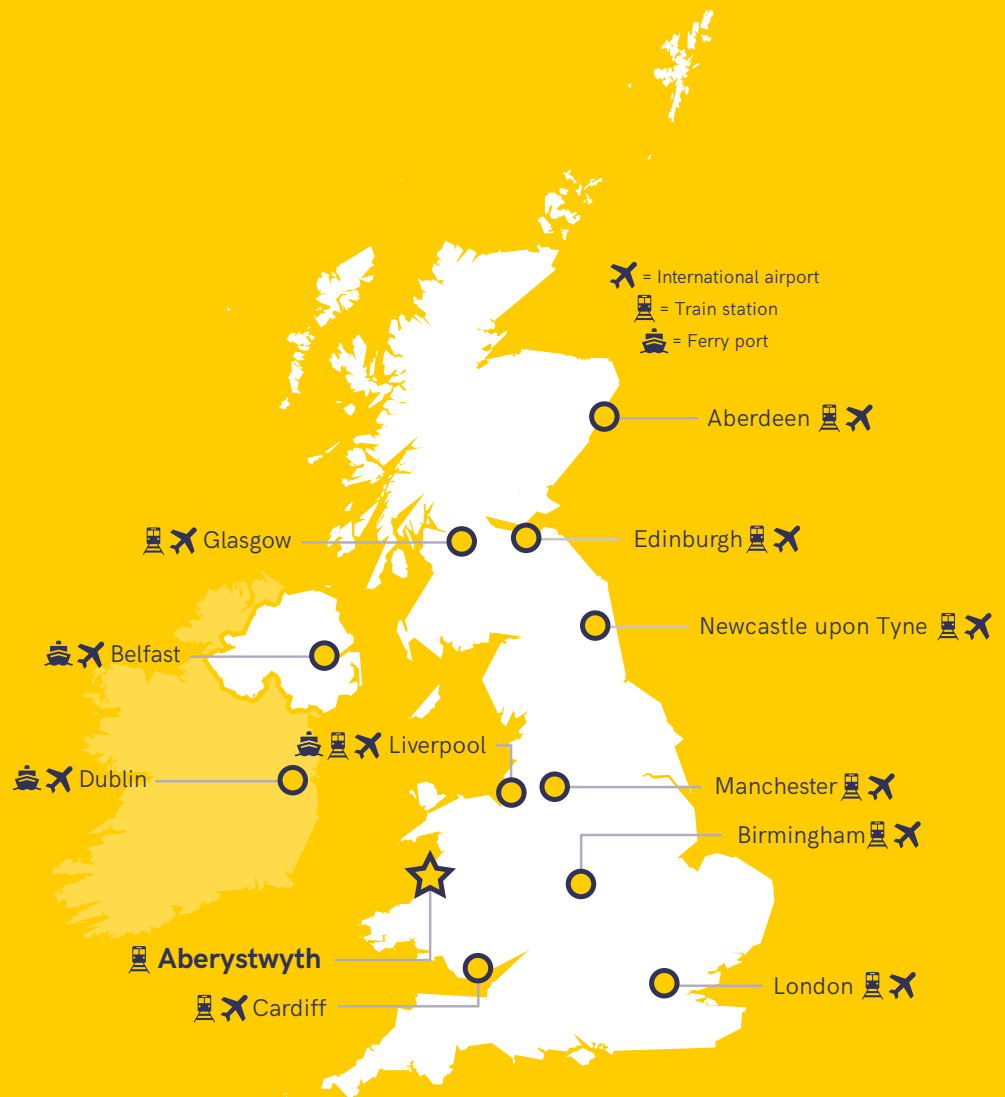 = International airport
= Train station
= Ferry port
Aberdeen
Glasgow
Edinburgh
Newcastle upon Tyne
Belfast
Liverpool
Dublin
Manchester
Birmingham
Aberystwyth
London
Cardiff